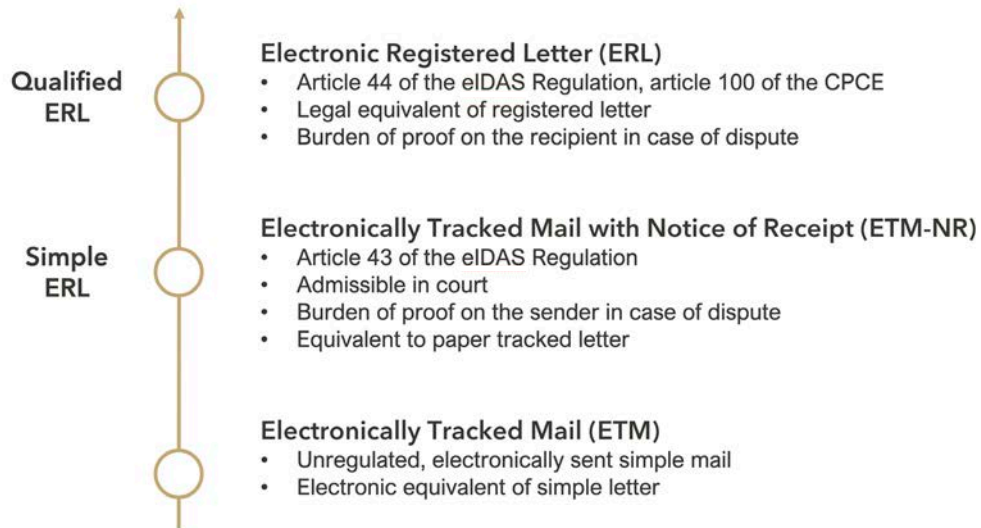 Qualified
ERL
Electronic Registered Letter (ERL)
• Article 44 of the eIDAS Regulation, article 100 of the CPCE
• Legal equivalent of registered letter
• Burden of proof on the recipient in case of dispute
Simple
ERL
Electronically Tracked Mail with Notice of Receipt (ETM-NR)
• Article 43 of the eIDAS Regulation
• Admissible in court
• Burden of proof on the sender in case of dispute
• Equivalent to paper tracked letter
Electronically Tracked Mail (ETM)
• Unregulated, electronically sent simple mail
• Electronic equivalent of simple letter